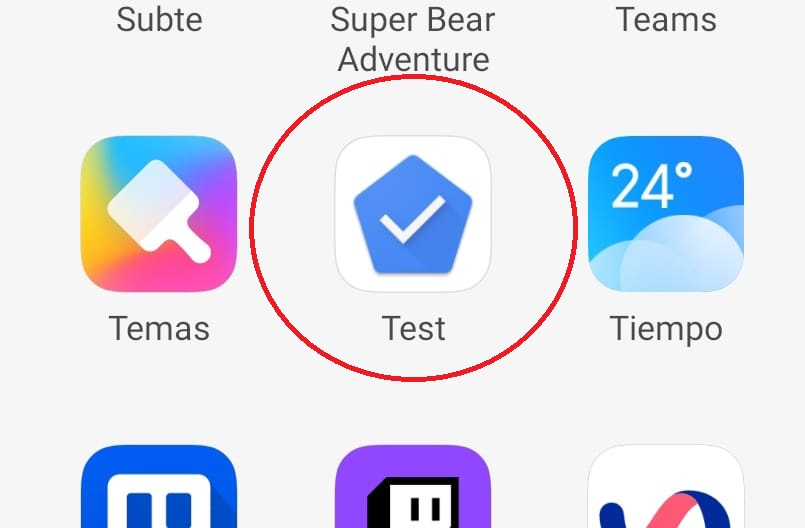 Subte
Super Bear
Adventure
Teams
24°
Temas
Test
Tiempo